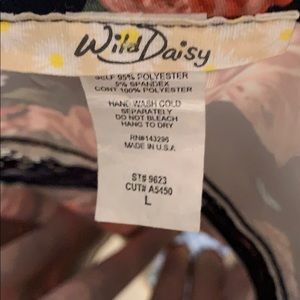 Wild Daisy
SELF 95% POLYESTER
5% SPANDEX
CONT 100% POLYESTER
HAND WASH COLD
SEPARATELY
DO NOT BLEACH
HANG TO DRY
RN#143296
MADE IN U.S.A.
ST# 9623
CUT# A5450
L